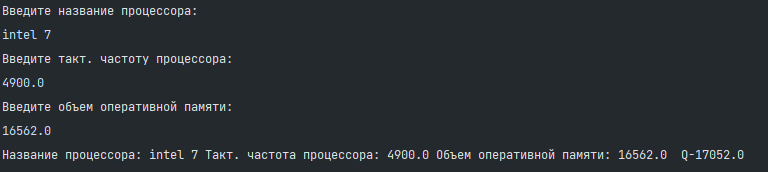 Введите название процессора:
intel 7
Введите такт. частоту процессора:
4900.0
Введите объем оперативной памяти:
16562.0
Название процессора: intel 7 Такт. частота процессора: 4900.0 Объем оперативной памяти: 16562.0  Q-17052.0